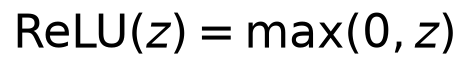 ReLU(z) = max(0, z)